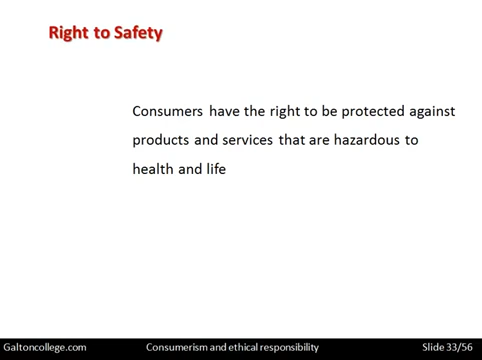 Right to Safety
Consumers have the right to be protected against
products and services that are hazardous to
health and life
Galtoncollege.com Consumerism and ethical responsibility Slide 33/56